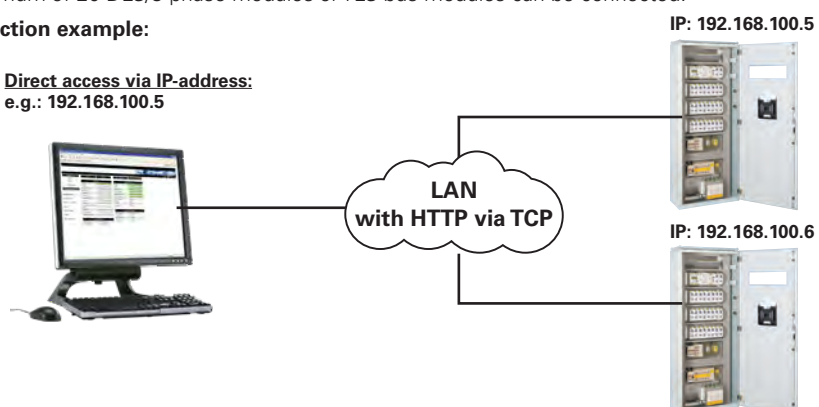 ction example:
IP: 192.168.100.5
Direct access via IP-address:
e.g.: 192.168.100.5
LAN
with HTTP via TCP
IP: 192.168.100.6